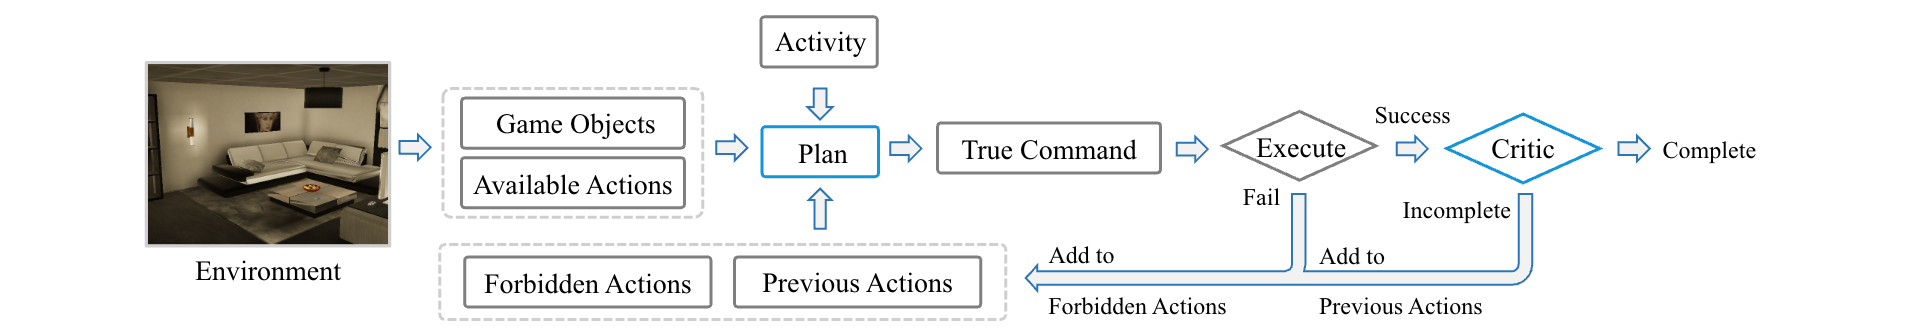 Activity
Game Objects
Available Actions
Plan
True Command
Execute
Success
Critic
Complete
Fail
Incomplete
Environment
Forbidden Actions
Previous Actions
Add to
Forbidden Actions
Add to
Previous Actions